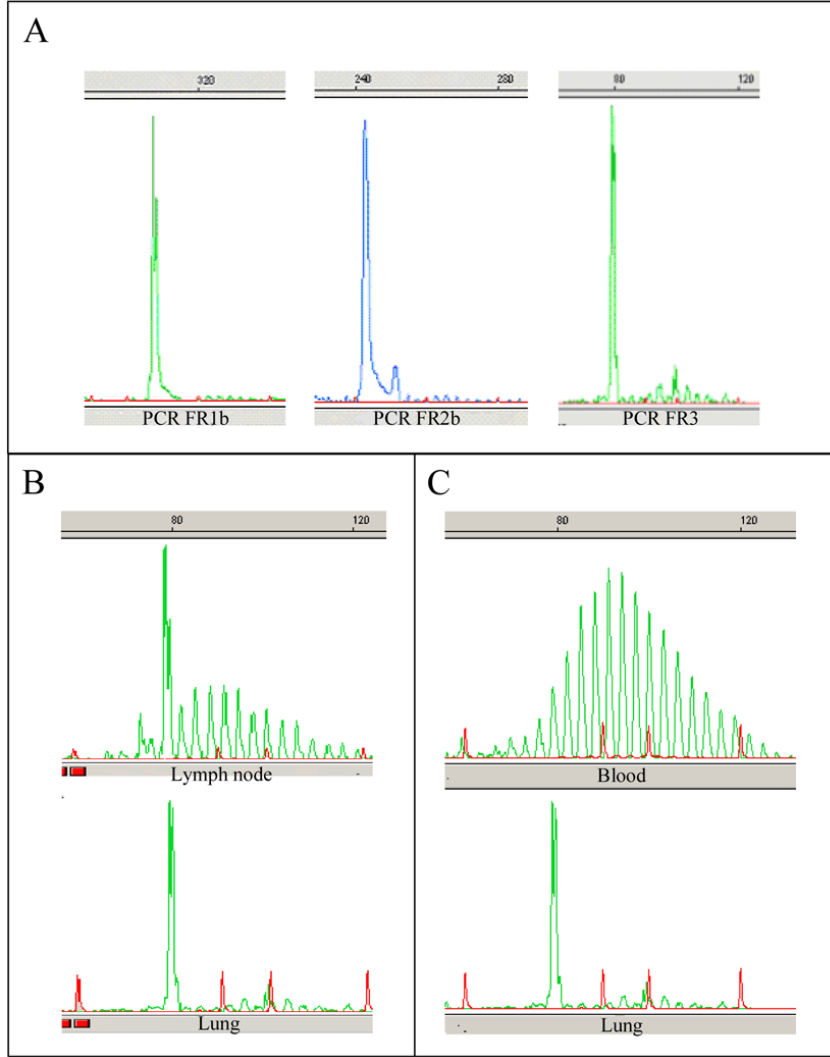 A
320
240 280
80 120
PCR FR1b
PCR FR2b
PCR FR3
B
80 120
Lymph node
Lung
C
80 120
Blood
Lung